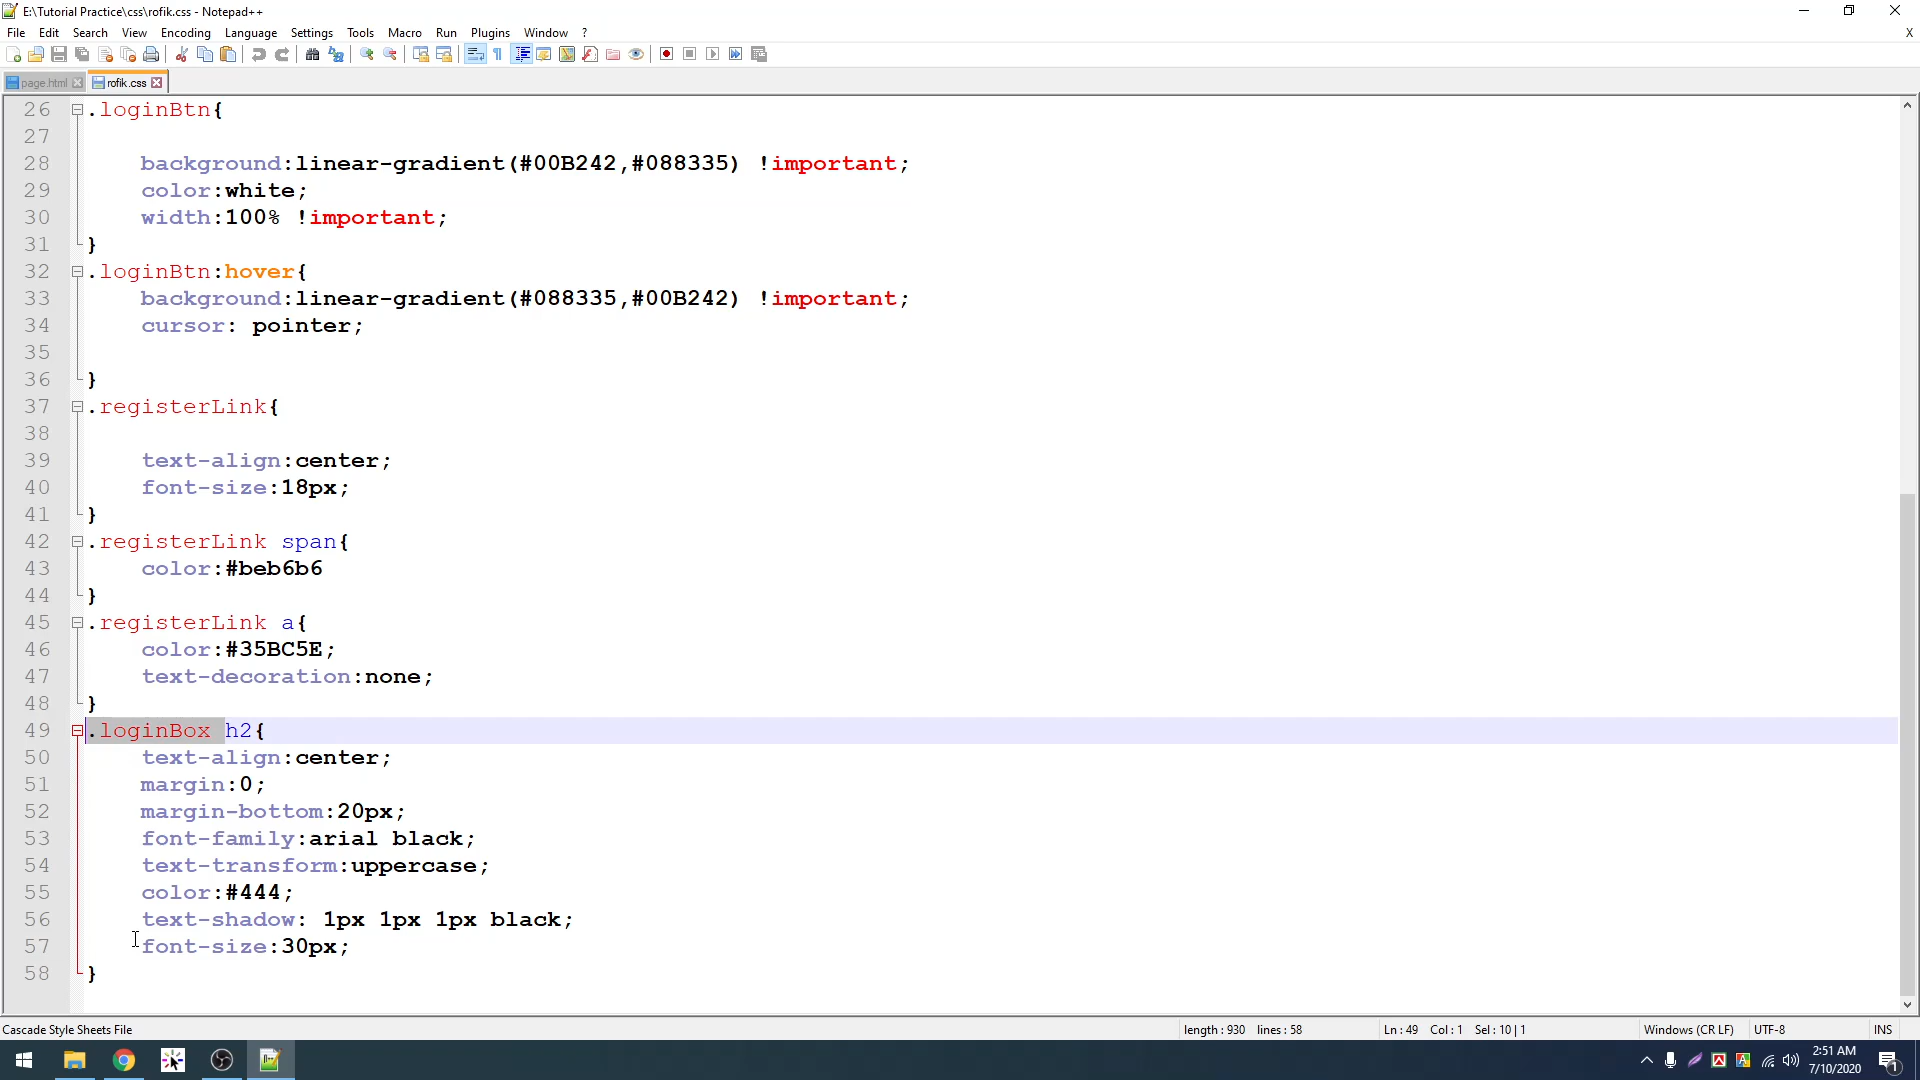 E:\Tutorial Practice\css\rofik.css - Notepad++
File Edit Search View Encoding Language Settings Tools Macro Run Plugins Window ? X
page.html rofik.css
26 .loginBtn{
27
28 background:linear-gradient(#00B242,#088335) !important;
29 color:white;
30 width:100% !important;
31 }
32 .loginBtn:hover{
33 background:linear-gradient(#088335,#00B242) !important;
34 cursor: pointer;
35
36 }
37 .registerLink{
38
39 text-align:center;
40 font-size:18px;
41 }
42 .registerLink span{
43 color:#beb6b6
44 }
45 .registerLink a{
46 color:#35BC5E;
47 text-decoration:none;
48 }
49 .loginBox h2{
50 text-align:center;
51 margin:0;
52 margin-bottom:20px;
53 font-family:arial black;
54 text-transform:uppercase;
55 color:#444;
56 text-shadow: 1px 1px 1px black;
57 font-size:30px;
58 }
Cascade Style Sheets File length : 930 lines : 58 Ln : 49 Col : 1 Sel : 10 | 1 Windows (CR LF) UTF-8 INS
2:51 AM
7/10/2020
1